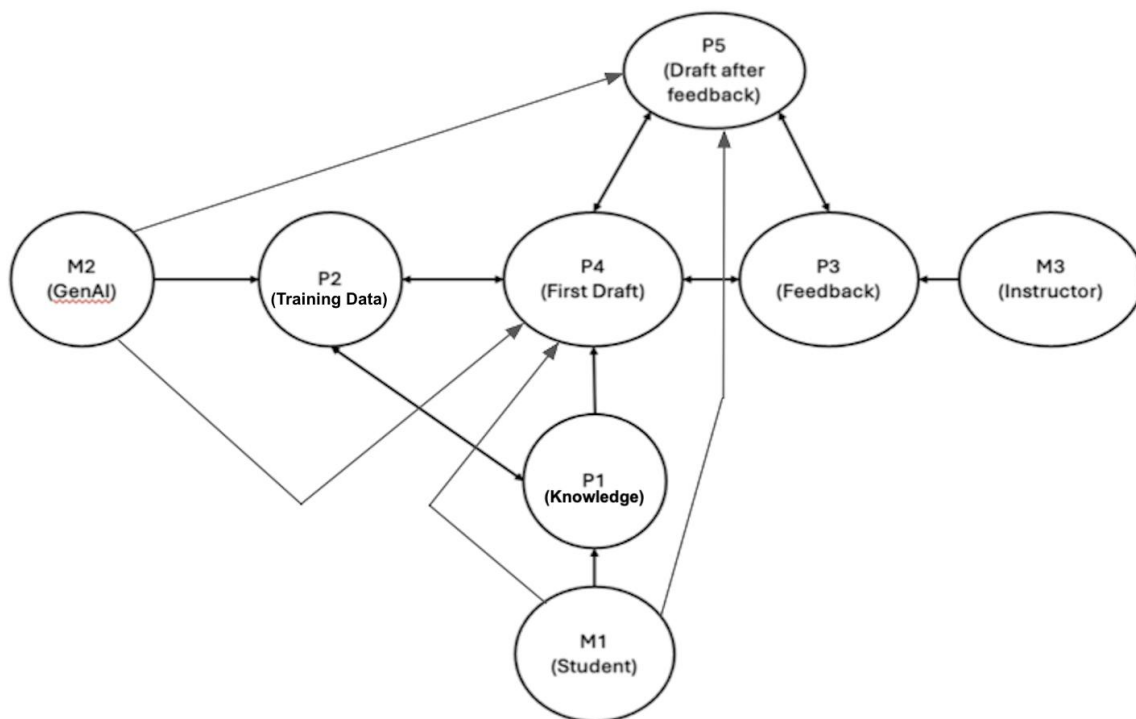 P5
(Draft after
feedback)
M2
(GenAI)
P2
(Training Data)
P4
(First Draft)
P3
(Feedback)
M3
(Instructor)
P1
(Knowledge)
M1
(Student)